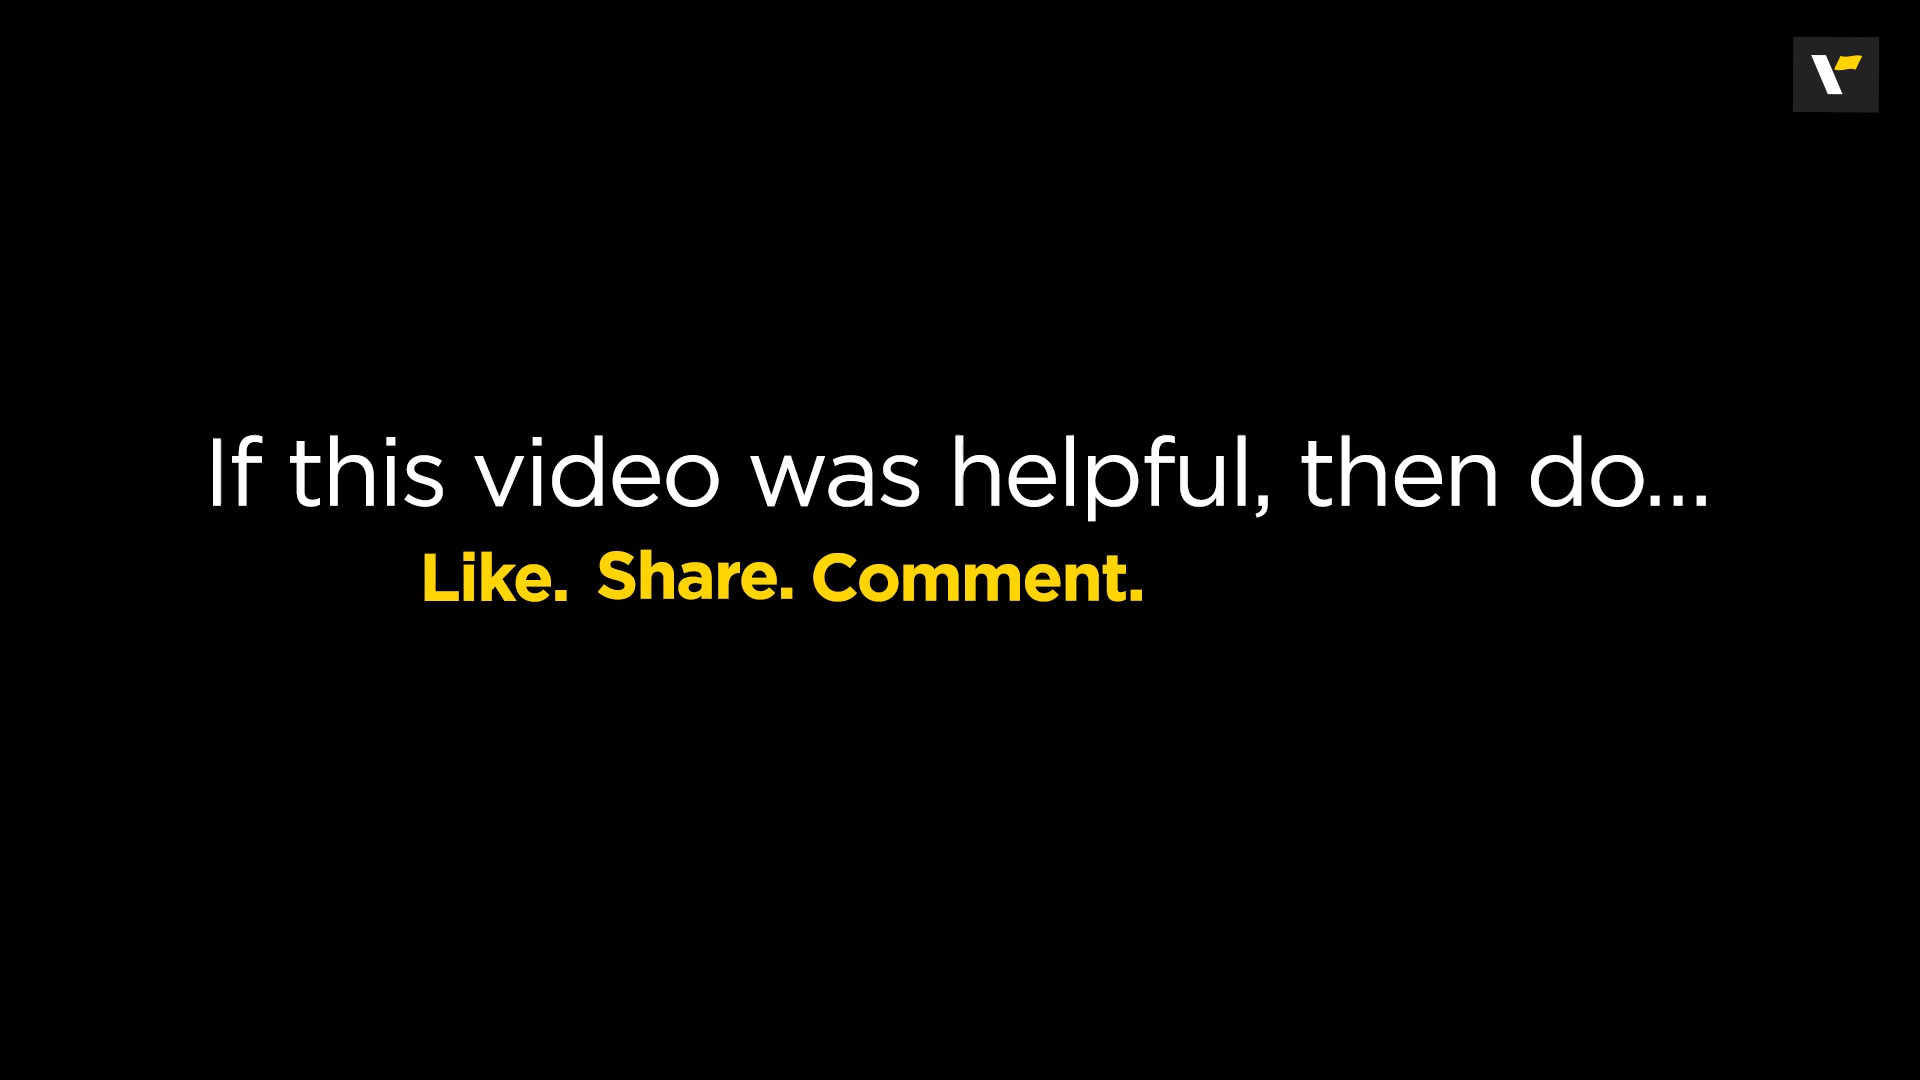 If this video was helpful, then do...
Like. Share. Comment.